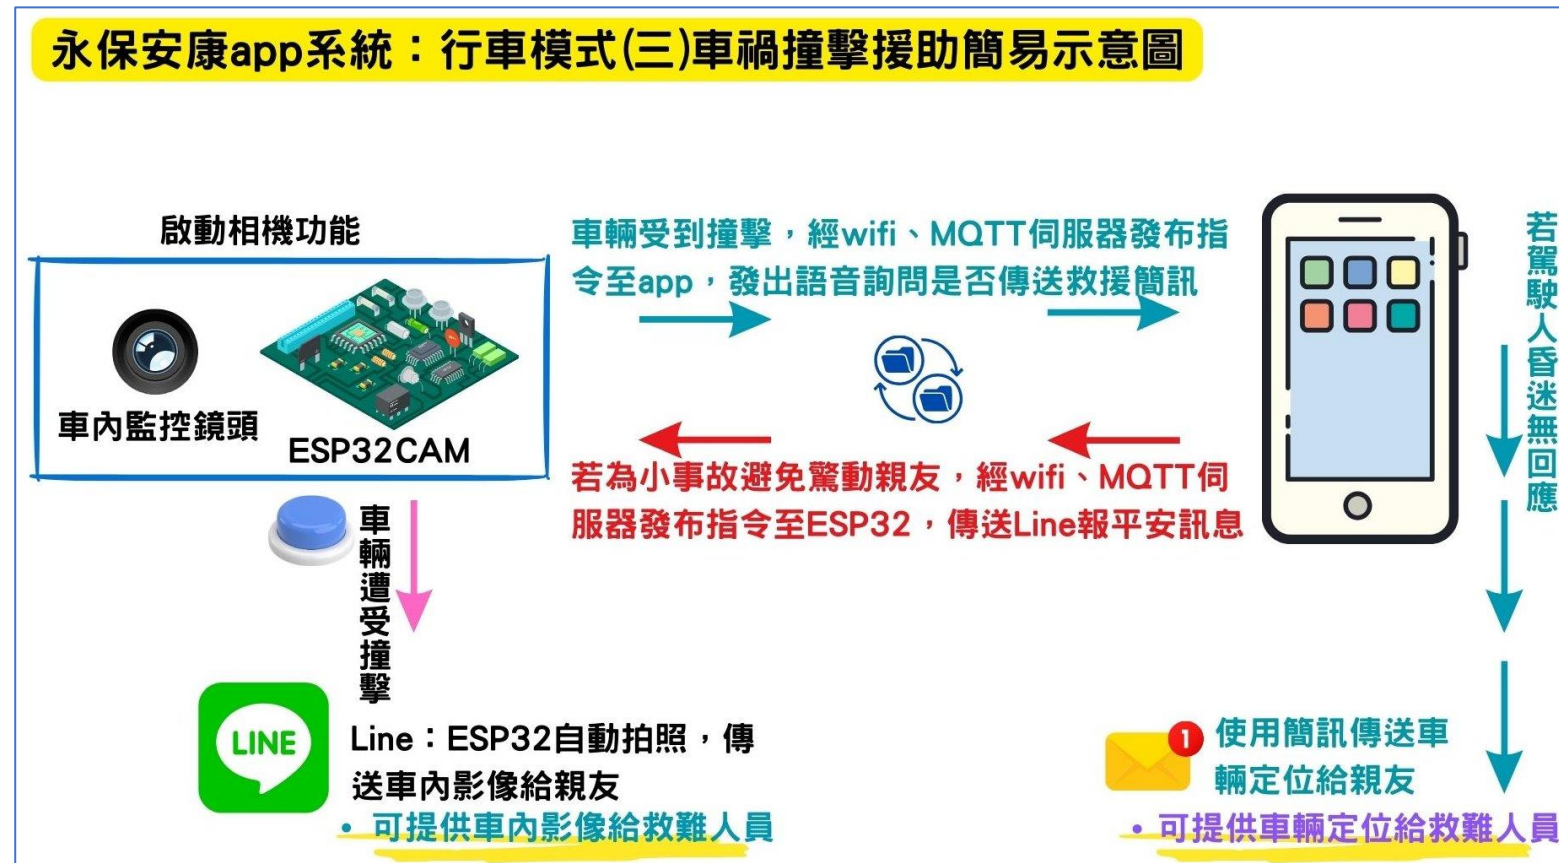 永保安康app系統：行車模式(三)車禍撞擊援助簡易示意圖
啟動相機功能
車內監控鏡頭
ESP32CAM
車輛受到撞擊，經wifi、MQTT伺服器發布指
令至app，發出語音詢問是否傳送救援簡訊
若為小事故避免驚動親友，經wifi、MQTT伺
服器發布指令至ESP32，傳送Line報平安訊息
若駕駛人昏迷無回應
車輛遭受撞擊
LINE
Line：ESP32自動拍照，傳
送車內影像給親友
• 可提供車內影像給救難人員
1
使用簡訊傳送車
輛定位給親友
• 可提供車輛定位給救難人員